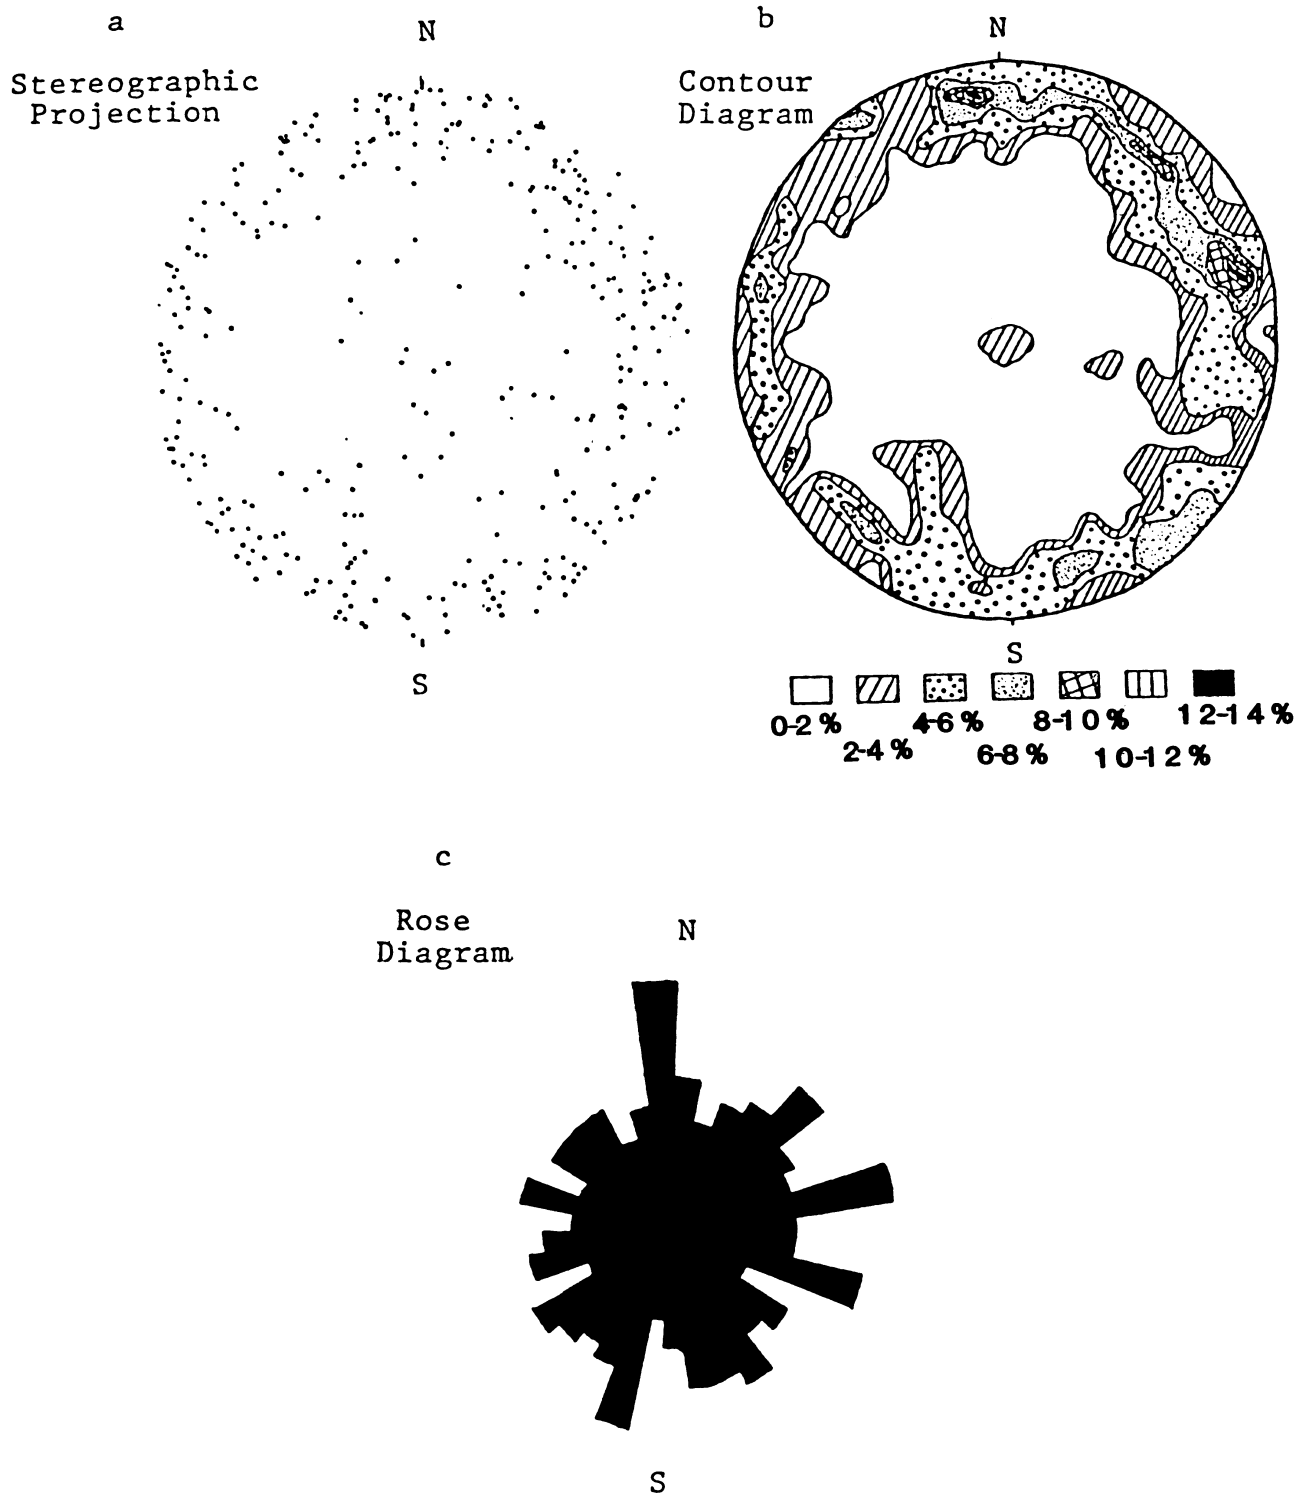 a
N
Stereographic
Projection
S
b
N
Contour
Diagram
S
0-2% 4-6% 8-10% 12-14%
2-4% 6-8% 10-12%
c
Rose
Diagram
N
S